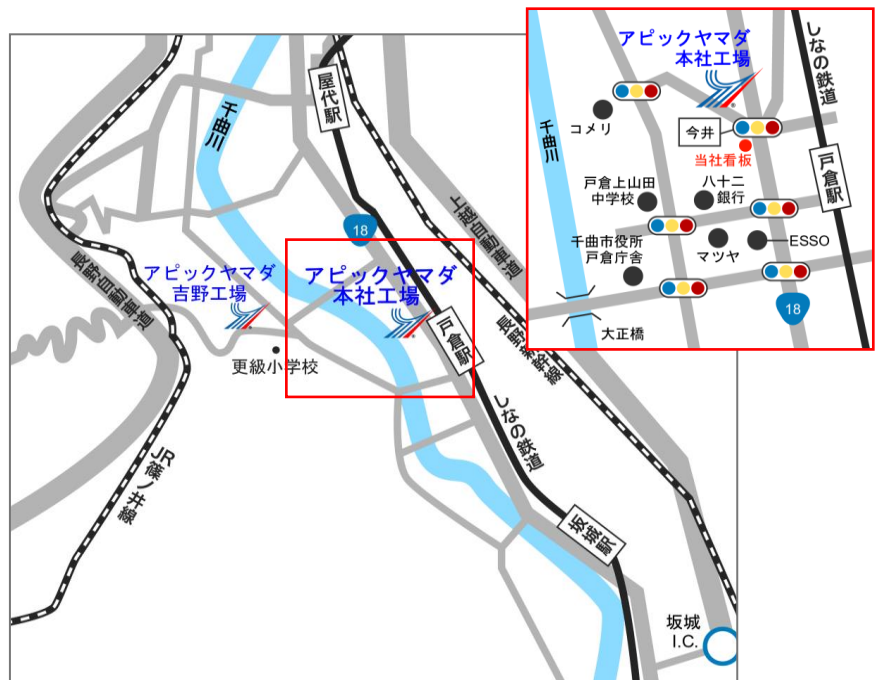 屋代駅
千曲川
上越自動車道
18
アピックヤマダ
吉野工場
アピックヤマダ
本社工場
長野自動車道
更級小学校
戸倉駅
長野新幹線
しなの鉄道
JR篠ノ井線
坂城駅
坂城
I.C.
アピックヤマダ
本社工場
しなの鉄道
コメリ
今井
当社看板
千曲川
戸倉上山田
中学校
八十二
銀行
戸倉駅
千曲市役所
戸倉庁舎
マツヤ
ESSO
18
大正橋